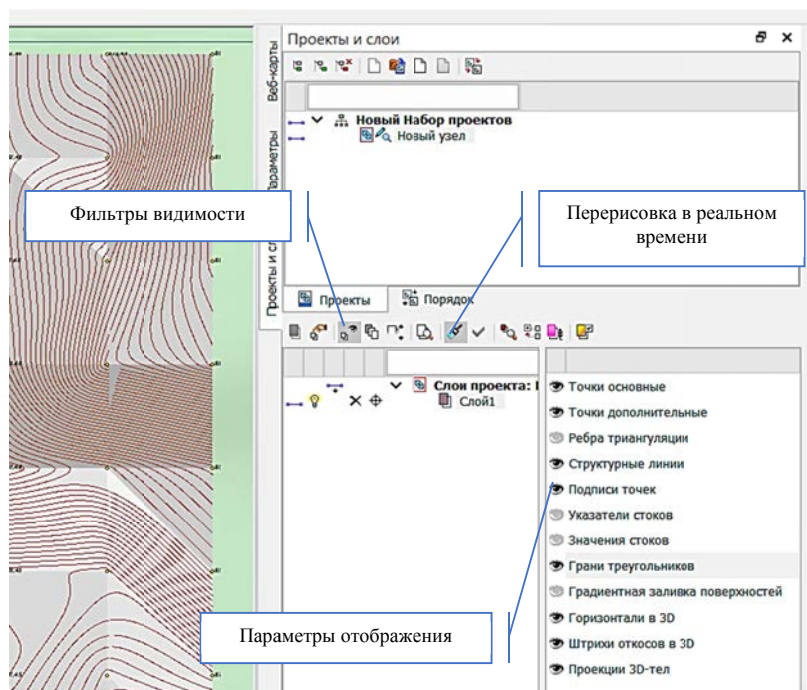 Проекты и слои
Веб-карты
Параметры
Проекты и сл
Новый Набор проектов
Новый узел
Фильтры видимости
Перерисовка в реальном
времени
Проекты
Порядок
Слои проекта:
Слой1
Точки основные
Точки дополнительные
Ребра триангуляции
Структурные линии
Подписи точек
Указатели стоков
Значения стоков
Грани треугольников
Градиентная заливка поверхностей
Горизонтали в 3D
Штрихи откосов в 3D
Проекции 3D-тел
Параметры отображения